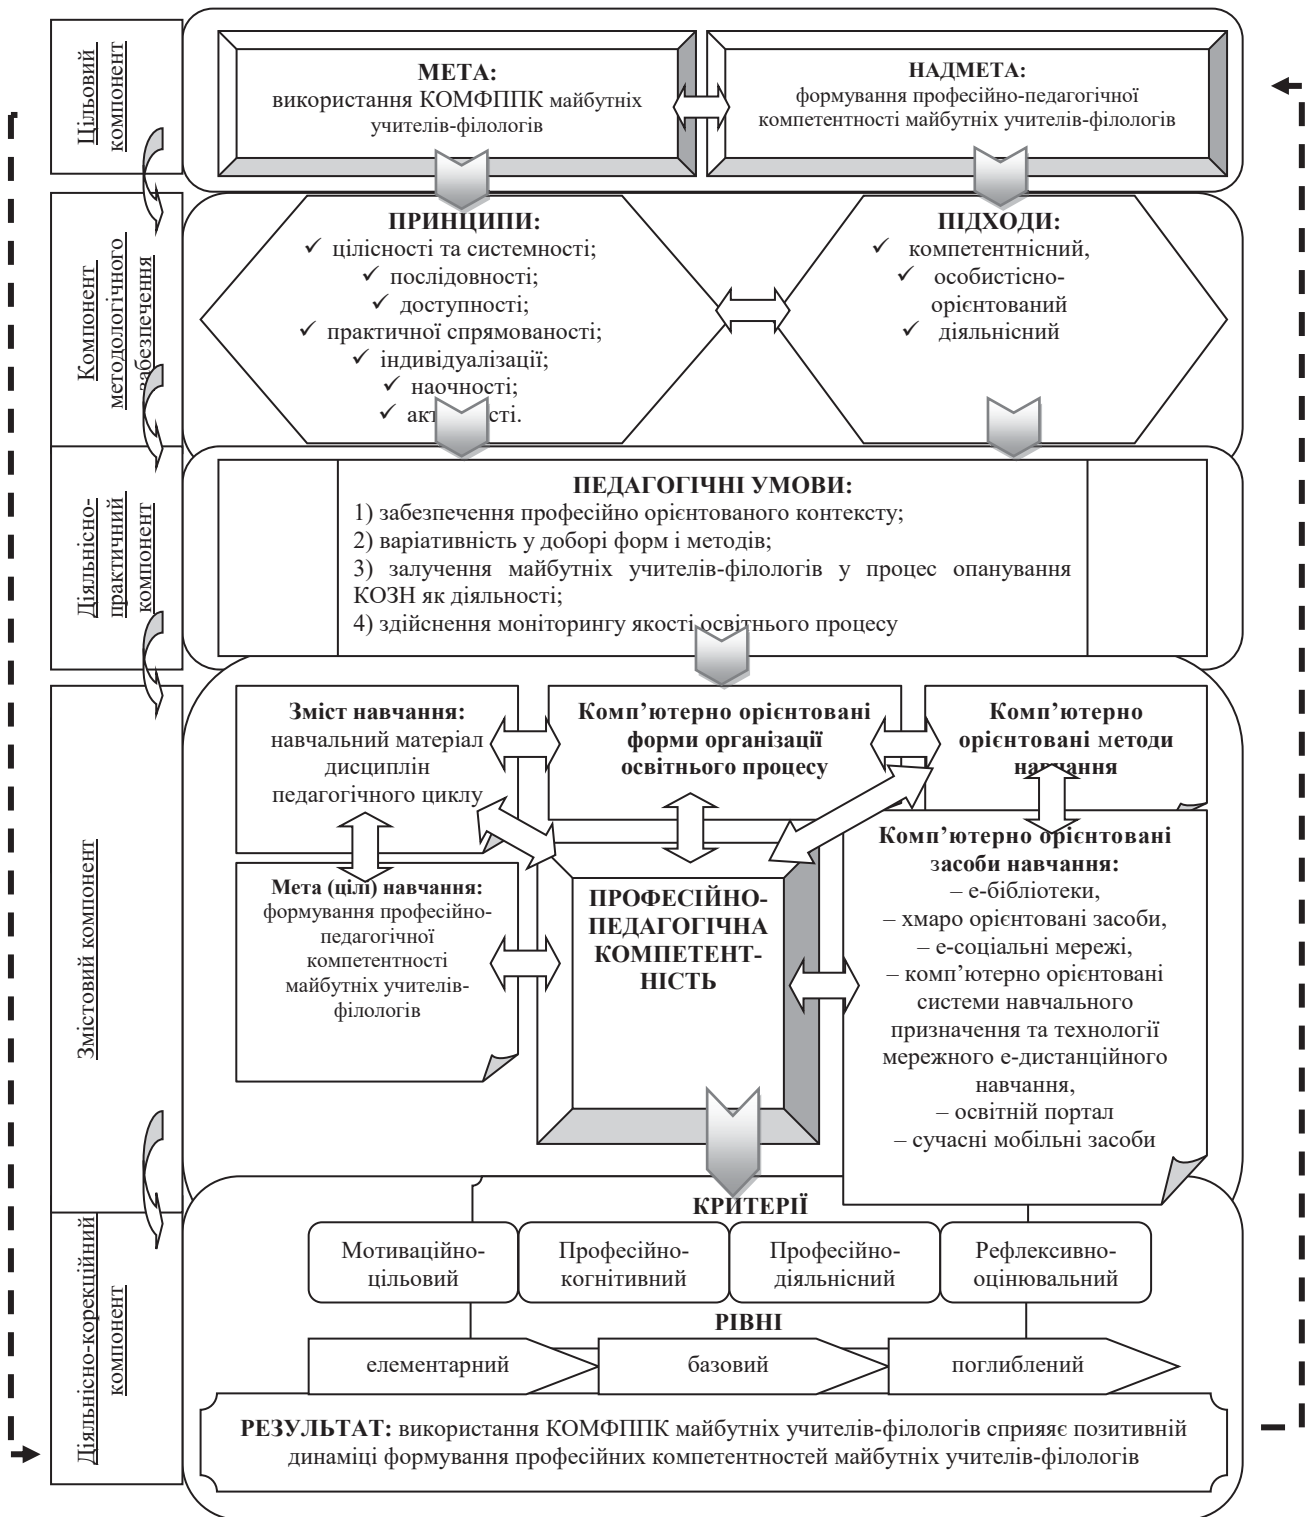 Цільовий
компонент
МЕТА:
використання КОМФППК майбутніх
учителів-філологів
НАДМЕТА:
формування професійно-педагогічної
компетентності майбутніх учителів-філологів
Компонент
методологічного
забезпечення
ПРИНЦИПИ:
✓ цілісності та системності;
✓ послідовності;
✓ доступності;
✓ практичної спрямованості;
✓ індивідуалізації;
✓ наочності;
ПІДХОДИ:
✓ компетентнісний,
✓ особистісно-
орієнтований
✓ діяльнісний
Діяльнісно-
практичний
компонент
ПЕДАГОГІЧНІ УМОВИ:
1) забезпечення професійно орієнтованого контексту;
2) варіативність у доборі форм і методів;
3) залучення майбутніх учителів-філологів у процес опанування
КОЗН як діяльності;
4) здійснення моніторингу якості освітнього процесу
Змістовий компонент
Зміст навчання:
навчальний матеріал
дисциплін
педагогічного циклу
Комп’ютерно орієнтовані
форми організації
освітнього процесу
Комп’ютерно
орієнтовані методи
навчання
Мета (цілі) навчання:
формування професійно-
педагогічної
компетентності
майбутніх учителів-
філологів
ПРОФЕСІЙНО-
ПЕДАГОГІЧНА
КОМПЕТЕНТ-
НІСТЬ
Комп’ютерно орієнтовані
засоби навчання:
– е-бібліотеки,
– хмаро орієнтовані засоби,
– е-соціальні мережі,
– комп’ютерно орієнтовані
системи навчального
призначення та технології
мережного е-дистанційного
навчання,
– освітній портал
– сучасні мобільні засоби
Діяльнісно-корекційний
компонент
КРИТЕРІЇ
Мотиваційно-
цільовий
Професійно-
когнітивний
Професійно-
діяльнісний
Рефлексивно-
оцінювальний
РІВНІ
елементарний
базовий
поглиблений
РЕЗУЛЬТАТ: використання КОМФППК майбутніх учителів-філологів сприяяє позитивній
динаміці формування професійних компетентностей майбутніх учителів-філологів